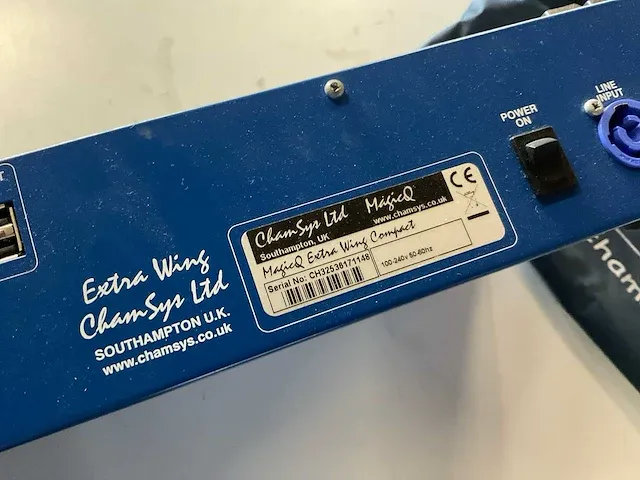 T
Extra Wing
ChamSys Ltd
SOUTHAMPTON U.K.
www.chamsys.co.uk
ChamSys Ltd MagicQ
Southampton, UK www.chamsys.co.uk
MagicQ Extra Wing Compact
Serial No: CH32536171148
100-240v 50-60hz
CE
POWER
ON
LINE
INPUT
cham